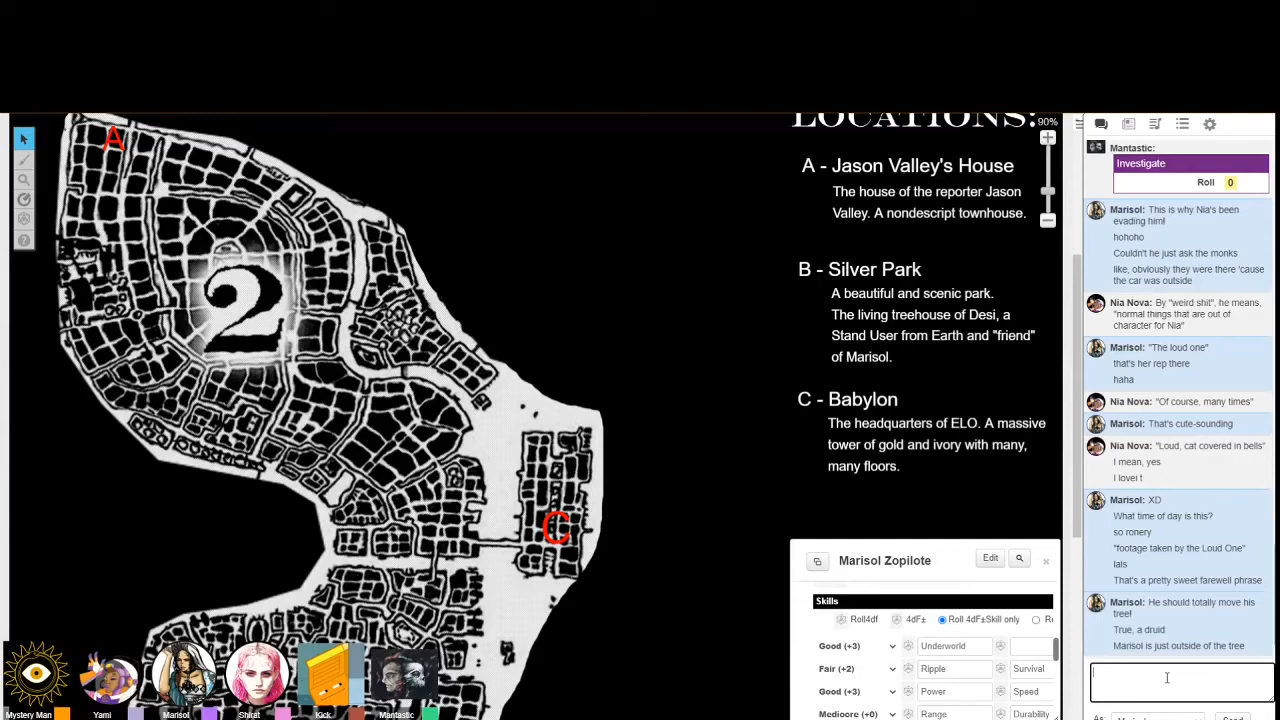 LOCATIONS:
90%
A
A - Jason Valley's House
The house of the reporter Jason
Valley. A nondescript townhouse.
2
B - Silver Park
A beautiful and scenic park.
The living treehouse of Desi, a
Stand User from Earth and "friend"
of Marisol.
C - Babylon
The headquarters of ELO. A massive
tower of gold and ivory with many,
many floors.
C
Marisol Zopilote
Edit
Skills
Roll4df
4dF±
Roll 4dF±Skill only
Good (+3)
Underworld
Fair (+2)
Ripple
Survival
Good (+3)
Power
Speed
Mediocre (+0)
Range
Durability
Mystery Man
Yami
Marisol
Shirat
Kick
Mantastic
Mantastic:
Investigate
Roll 0
Marisol: This is why Nia's been
evading him!
hohoho
Couldn't he just ask the monks
like, obviously they were there 'cause
the car was outside
Nia Nova: By "weird shit", he means,
"normal things that are out of
character for Nia"
Marisol: "The loud one"
that's her rep there
haha
Nia Nova: "Of course, many times"
Marisol: That's cute-sounding
Nia Nova: "Loud, cat covered in bells"
I mean, yes
I lovei t
Marisol: XD
What time of day is this?
so ronery
"footage taken by the Loud One"
lals
That's a pretty sweet farewell phrase
Marisol: He should totally move his
tree!
True, a druid
Marisol is just outside of the tree
As: